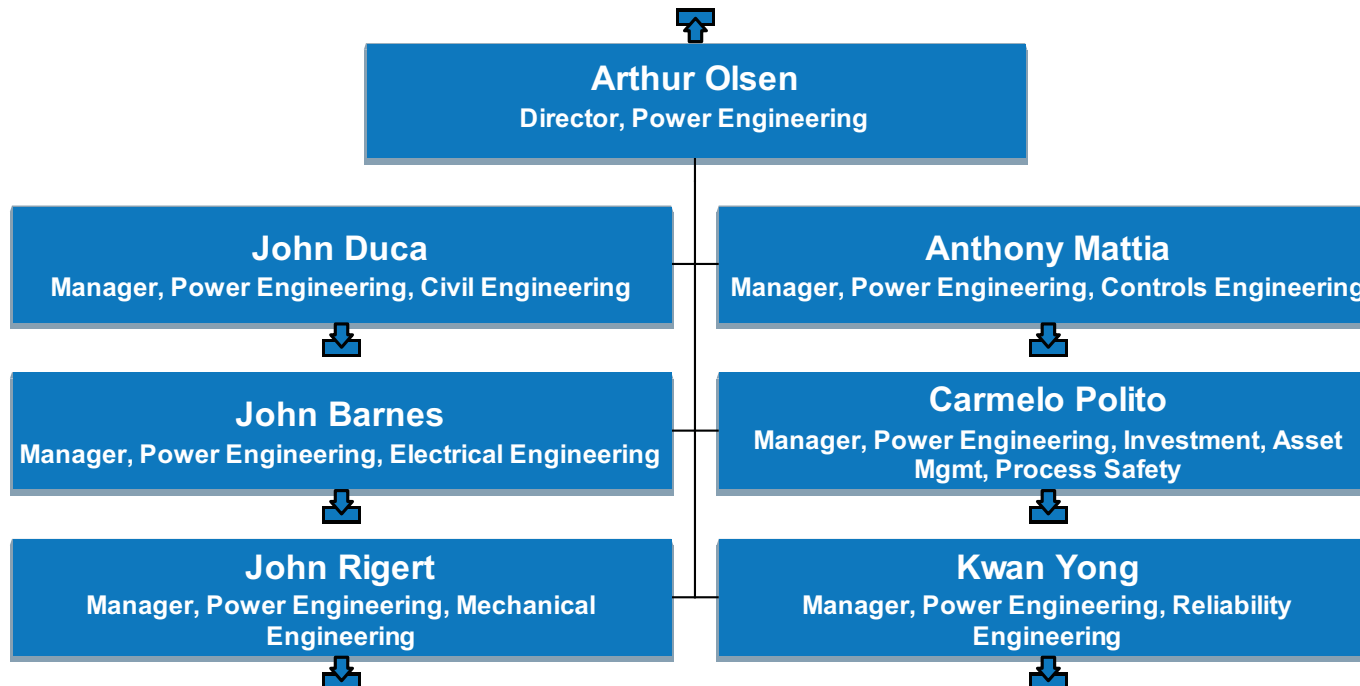 Arthur Olsen
Director, Power Engineering
John Duca
Manager, Power Engineering, Civil Engineering
Anthony Mattia
Manager, Power Engineering, Controls Engineering
John Barnes
Manager, Power Engineering, Electrical Engineering
Carmelo Polito
Manager, Power Engineering, Investment, Asset
Mgmt, Process Safety
John Rigert
Manager, Power Engineering, Mechanical
Engineering
Kwan Yong
Manager, Power Engineering, Reliability
Engineering